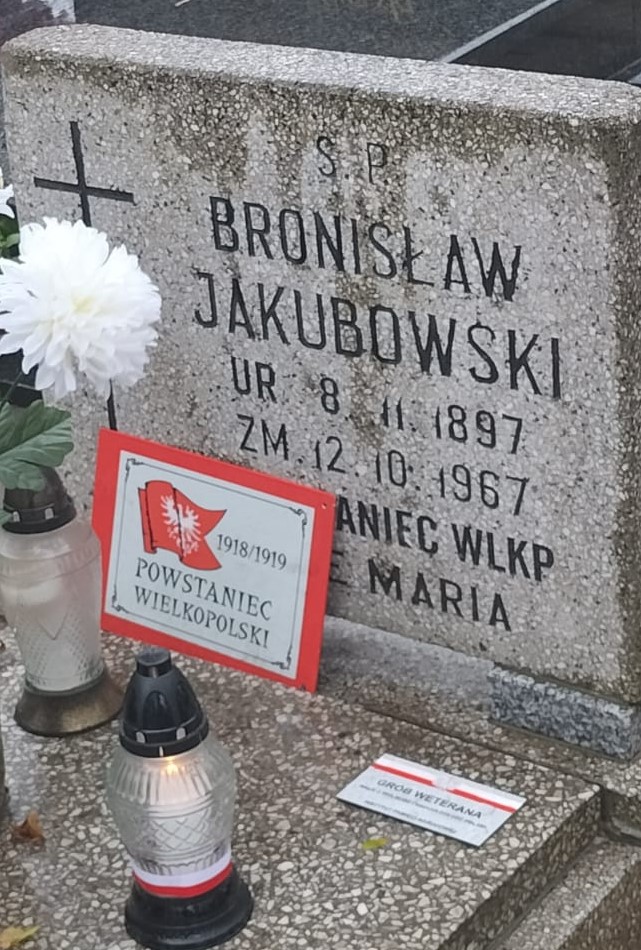 S. P
BRONISŁAW
JAKUBOWSKI
UR 8. 11. 1897
ZM. 12. 10. 1967
ANIEC WLKP
MARIA
1918/1919
POWSTANIEC
WIELKOPOLSKI
GRÓB WETERANA